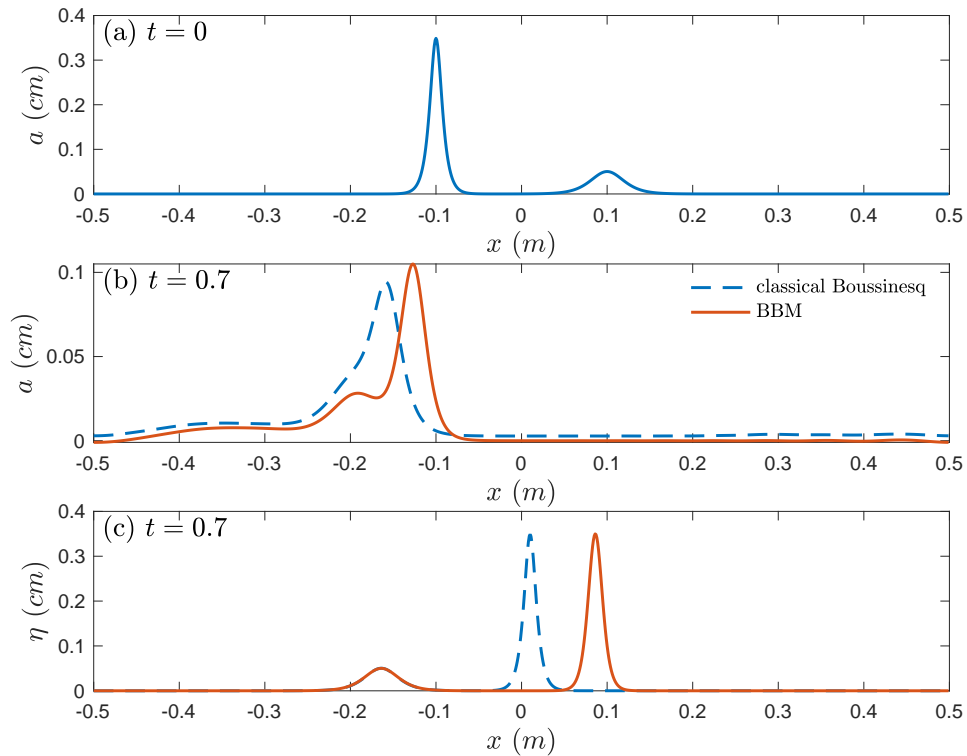 (a) t = 0
0.4
0.3
0.2
0.1
0
a (cm)
-0.5 -0.4 -0.3 -0.2 -0.1 0 0.1 0.2 0.3 0.4 0.5
x (m)
(b) t = 0.7
0.1
0.05
0
a (cm)
classical Boussinesq
BBM
-0.5 -0.4 -0.3 -0.2 -0.1 0 0.1 0.2 0.3 0.4 0.5
x (m)
(c) t = 0.7
0.4
0.3
0.2
0.1
0
η (cm)
-0.5 -0.4 -0.3 -0.2 -0.1 0 0.1 0.2 0.3 0.4 0.5
x (m)